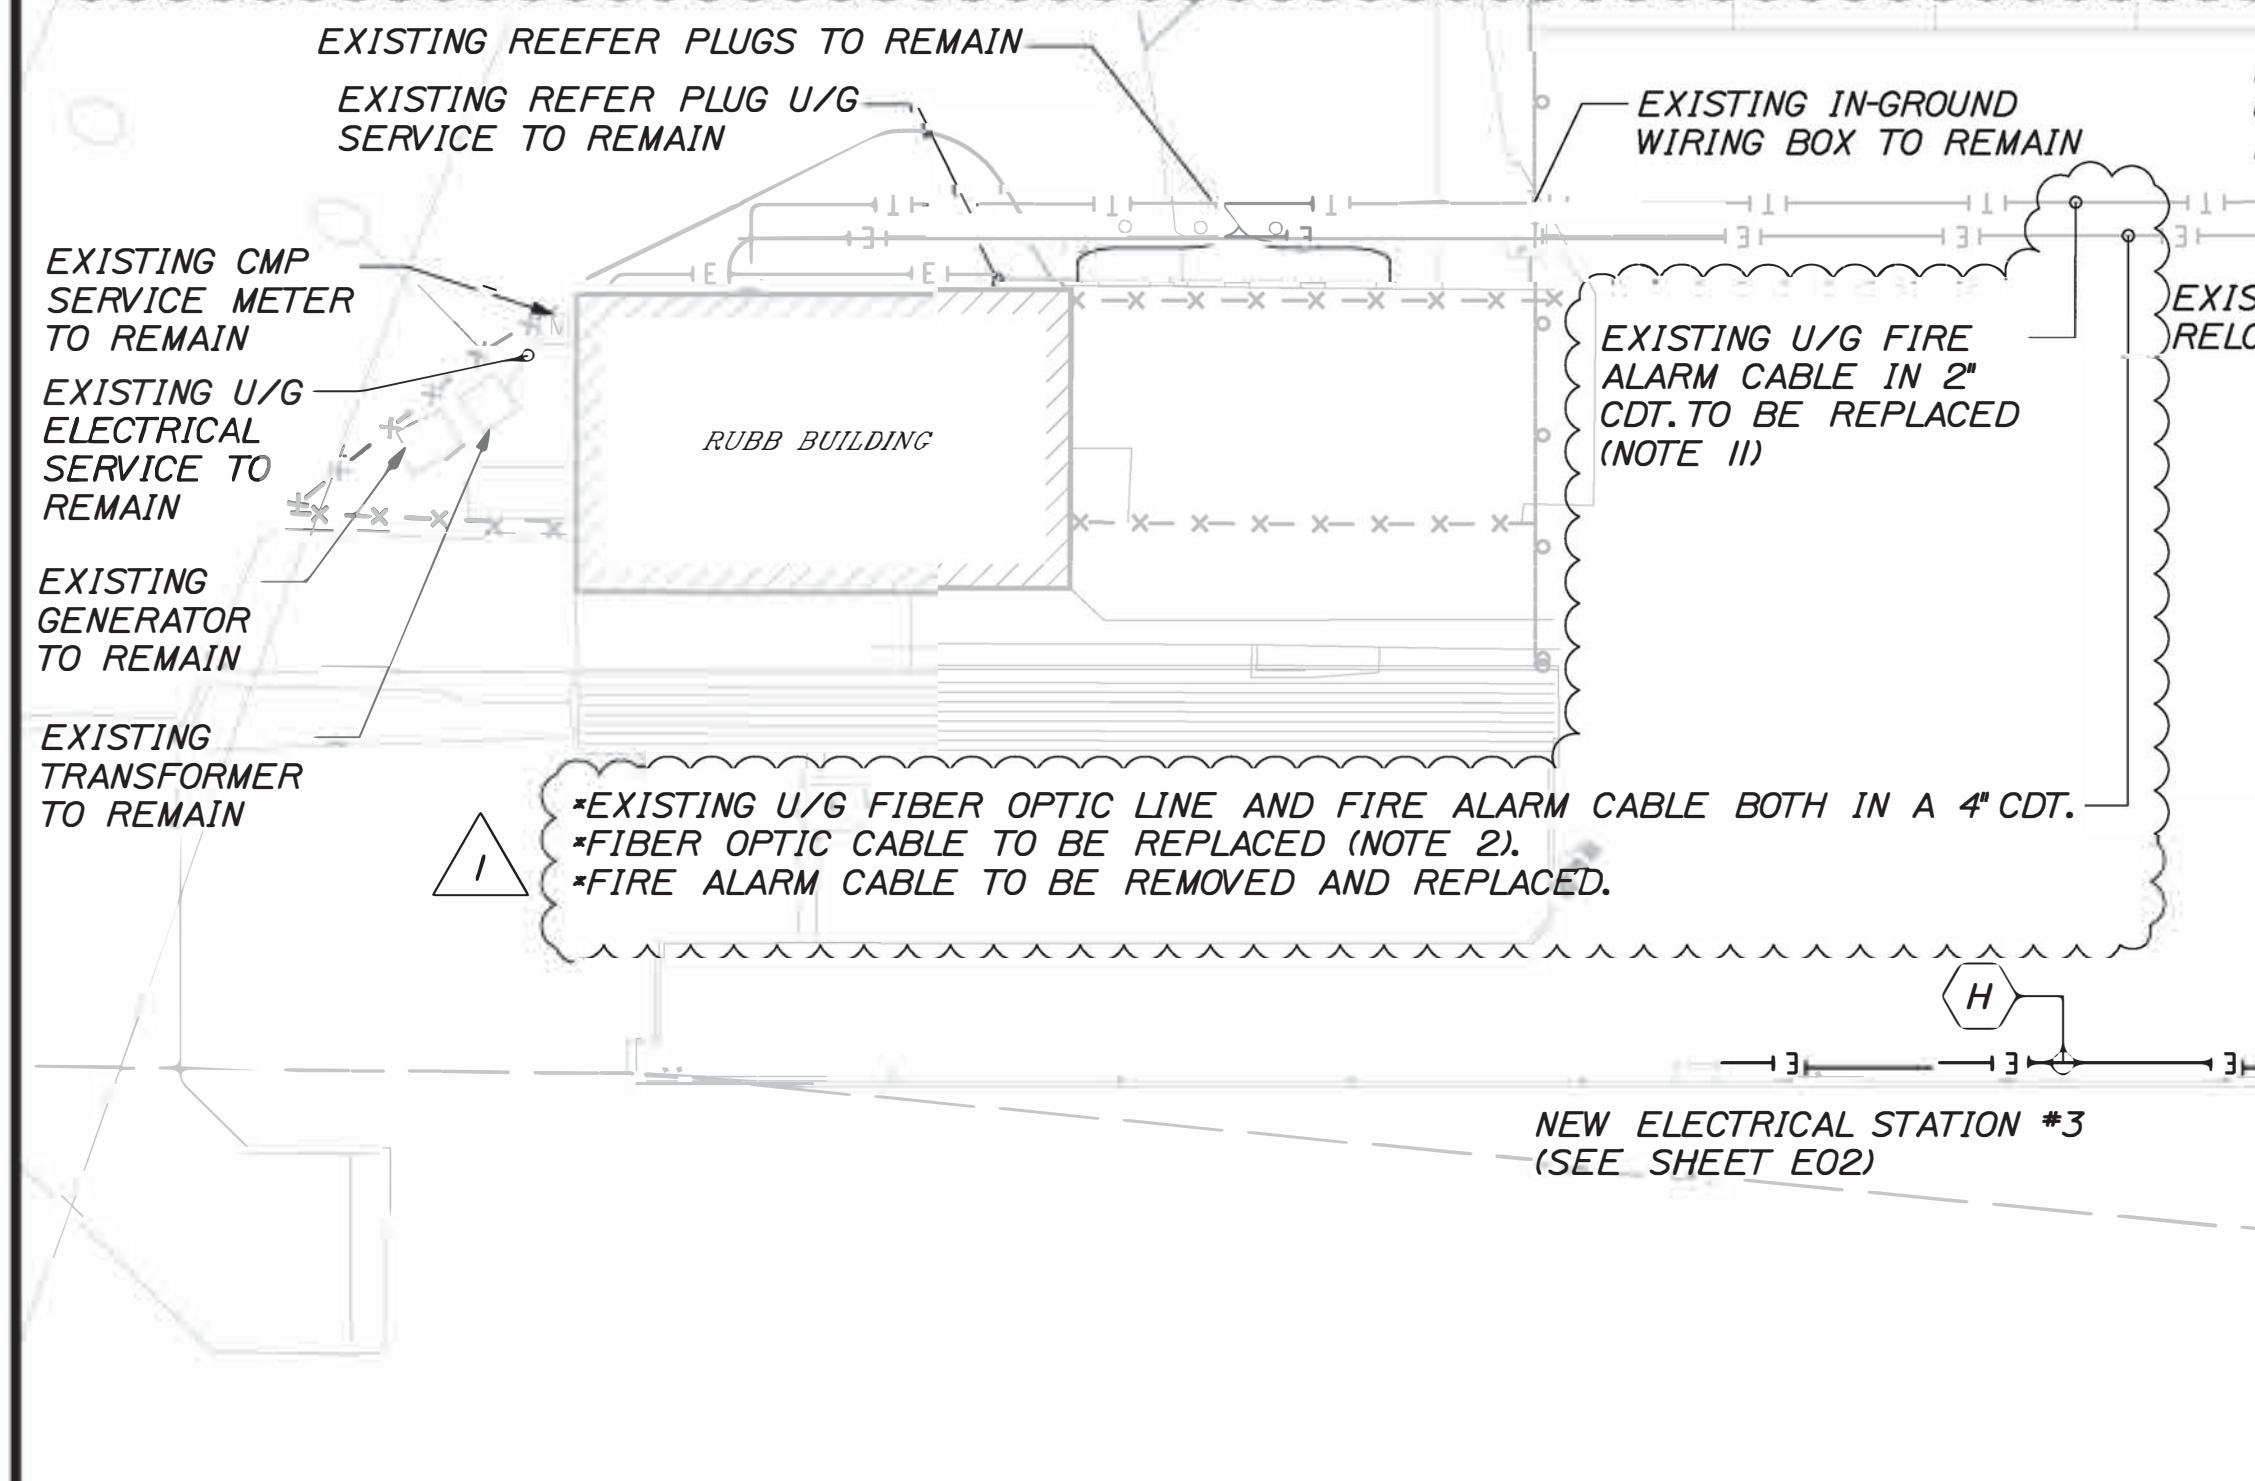 EXISTING REEFER PLUGS TO REMAIN
EXISTING REFER PLUG U/G
SERVICE TO REMAIN
EXISTING IN-GROUND
WIRING BOX TO REMAIN
EXISTING CMP
SERVICE METER
TO REMAIN
EXISTING U/G
ELECTRICAL
SERVICE TO
REMAIN
EXISTING
GENERATOR
TO REMAIN
EXISTING
TRANSFORMER
TO REMAIN
RUBB BUILDING
EXISTING U/G FIRE
ALARM CABLE IN 2"
CDT. TO BE REPLACED
(NOTE 11)
1
*EXISTING U/G FIBER OPTIC LINE AND FIRE ALARM CABLE BOTH IN A 4" CDT.
*FIBER OPTIC CABLE TO BE REPLACED (NOTE 2).
*FIRE ALARM CABLE TO BE REMOVED AND REPLACED.
H
E E E
NEW ELECTRICAL STATION #3
(SEE SHEET E02)